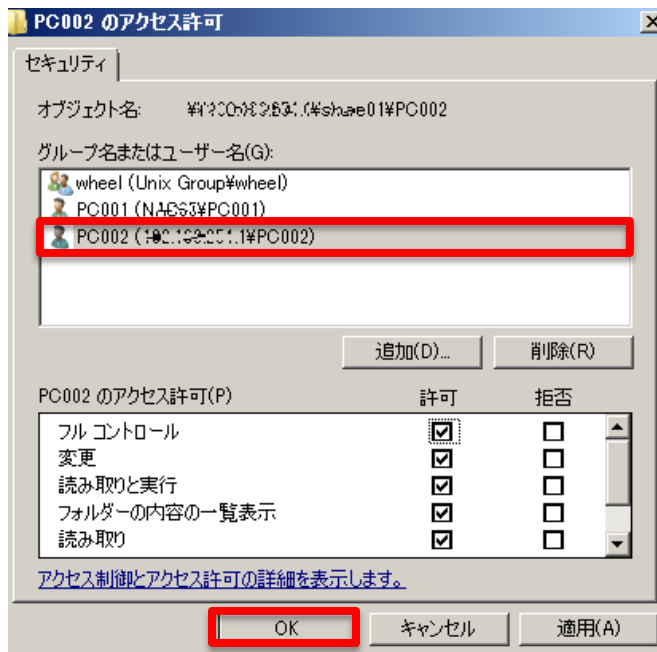 PC002 のアクセス許可
セキュリティ
オブジェクト名: ¥share01¥PC002
グループ名またはユーザー名(G):
wheel (Unix Group¥wheel)
PC001 ( ¥PC001)
PC002 ( ¥PC002)
追加(D)... 削除(R)
PC002 のアクセス許可(P) 許可 拒否
フル コントロール
変更
読み取りと実行
フォルダーの内容の一覧表示
読み取り
アクセス制御とアクセス許可の詳細を表示します。
OK キャンセル 適用(A)